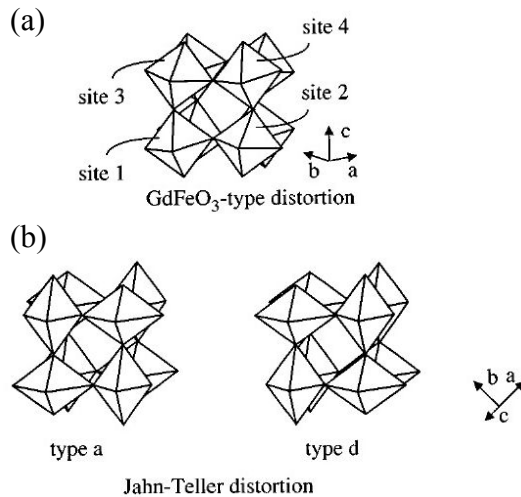 (a)
site 4
site 3
site 2
c
site 1
b a
GdFeO₃-type distortion
(b)
b a
c
type a type d
Jahn-Teller distortion